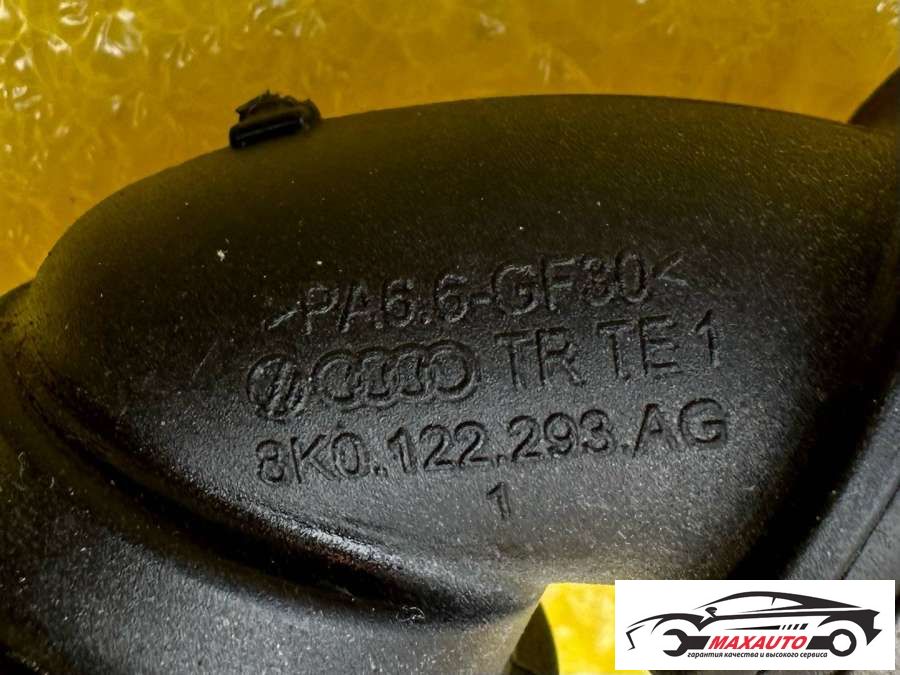 >PA6.6-GF30<
TR TE 1
8K0.122.293.AG
1
MAXAUTO
гарантия качества и высокого сервиса